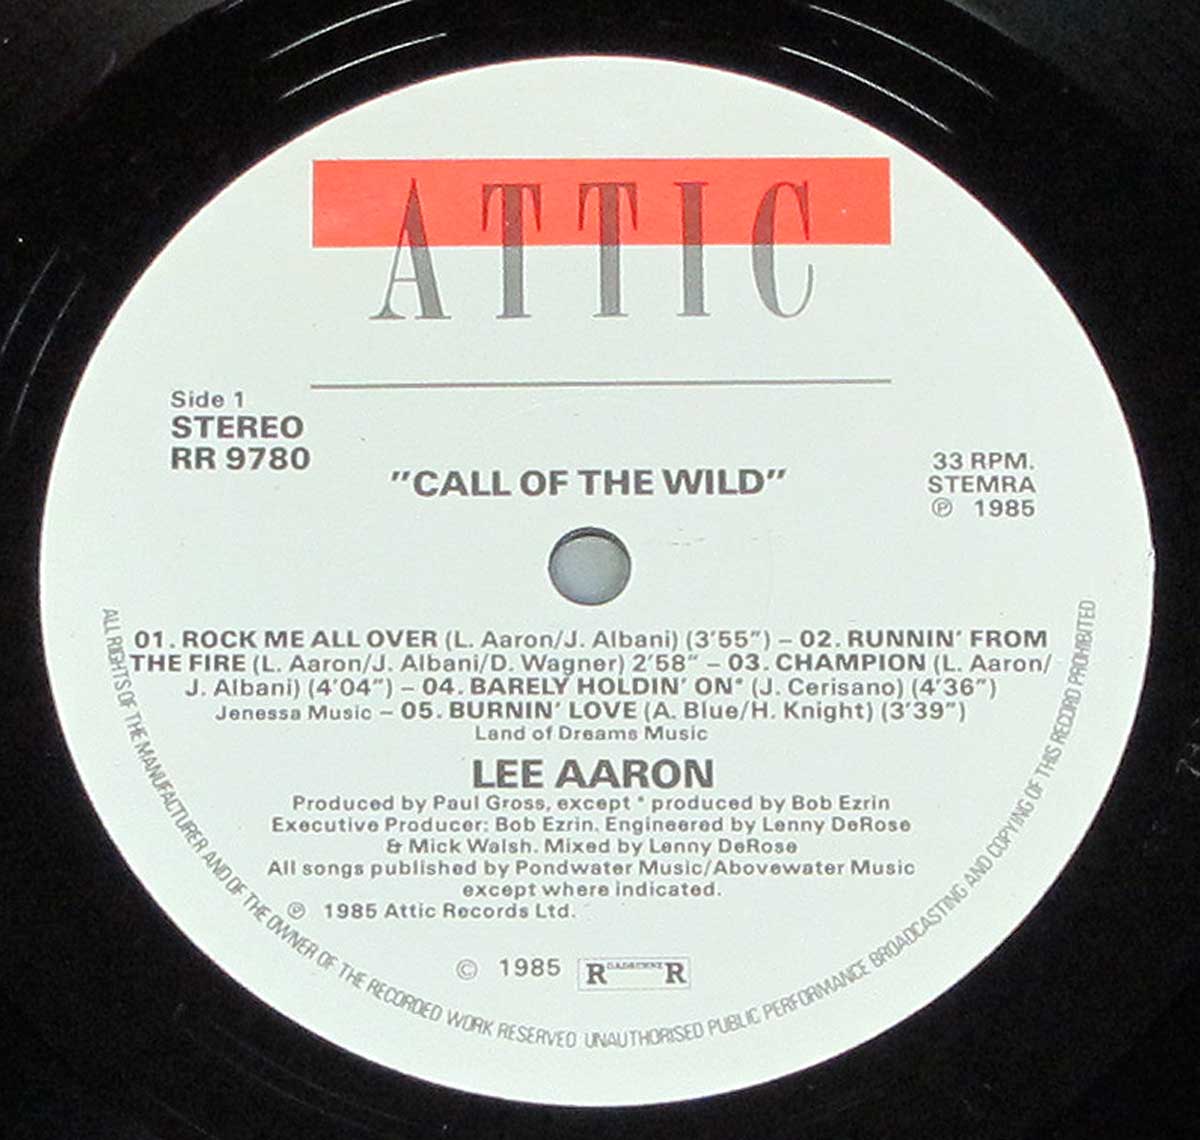 ATTIC
Side 1
STEREO
RR 9780
"CALL OF THE WILD"
33 RPM.
STEMRA
℗ 1985
01. ROCK ME ALL OVER (L. Aaron/J. Albani) (3'55") – 02. RUNNIN' FROM
THE FIRE (L. Aaron/J. Albani/D. Wagner) 2'58" – 03. CHAMPION (L. Aaron/
J. Albani) (4'04") – 04. BARELY HOLDIN' ON* (J. Cerisano) (4'36")
Jenessa Music – 05. BURNIN' LOVE (A. Blue/H. Knight) (3'39")
Land of Dreams Music
LEE AARON
Produced by Paul Gross, except * produced by Bob Ezrin
Executive Producer: Bob Ezrin. Engineered by Lenny DeRose
& Mick Walsh. Mixed by Lenny DeRose
All songs published by Pondwater Music/Abovewater Music
except where indicated.
℗ 1985 Attic Records Ltd.
© 1985 ROADRUNNER
ALL RIGHTS OF THE MANUFACTURER AND OF THE OWNER OF THE RECORDED WORK RESERVED UNAUTHORISED PUBLIC PERFORMANCE BROADCASTING AND COPYING OF THIS RECORD PROHIBITED